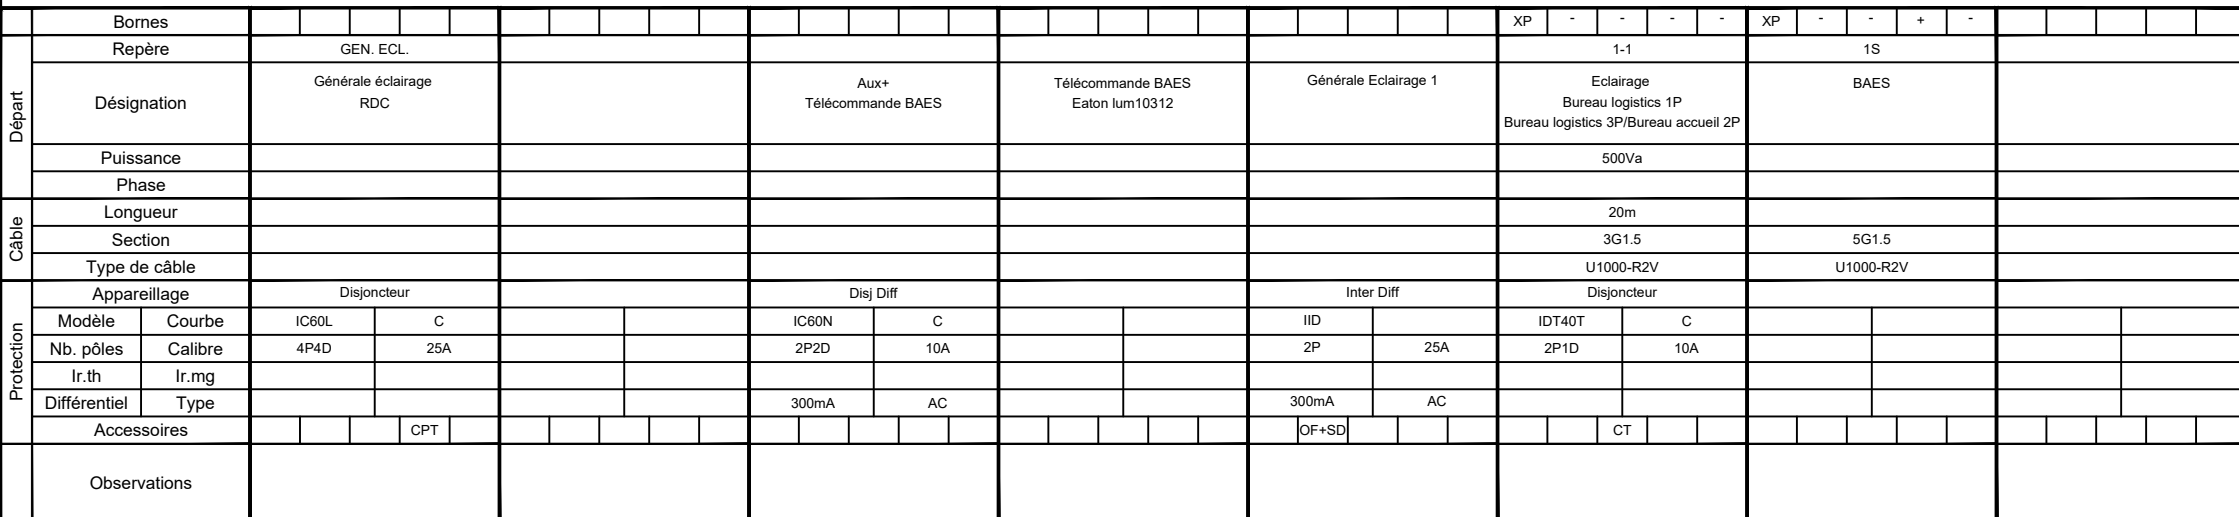 Bornes XP - - - - XP - - + -
Départ
Repère GEN. ECL. 1-1 1S
Désignation
Générale éclairage
RDC
Aux+
Télécommande BAES
Télécommande BAES
Eaton lum10312
Générale Eclairage 1
Eclairage
Bureau logistics 1P
Bureau logistics 3P/Bureau accueil 2P
BAES
Puissance 500Va
Phase
Câble
Longueur 20m
Section 3G1.5 5G1.5
Type de câble U1000-R2V U1000-R2V
Protection
Appareillage Disjoncteur Disj Diff Inter Diff Disjoncteur
Modèle Courbe IC60L C IC60N C IID IDT40T C
Nb. pôles Calibre 4P4D 25A 2P2D 10A 2P 25A 2P1D 10A
Ir.th Ir.mg
Différentiel Type 300mA AC 300mA AC
Accessoires CPT OF+SD CT
Observations